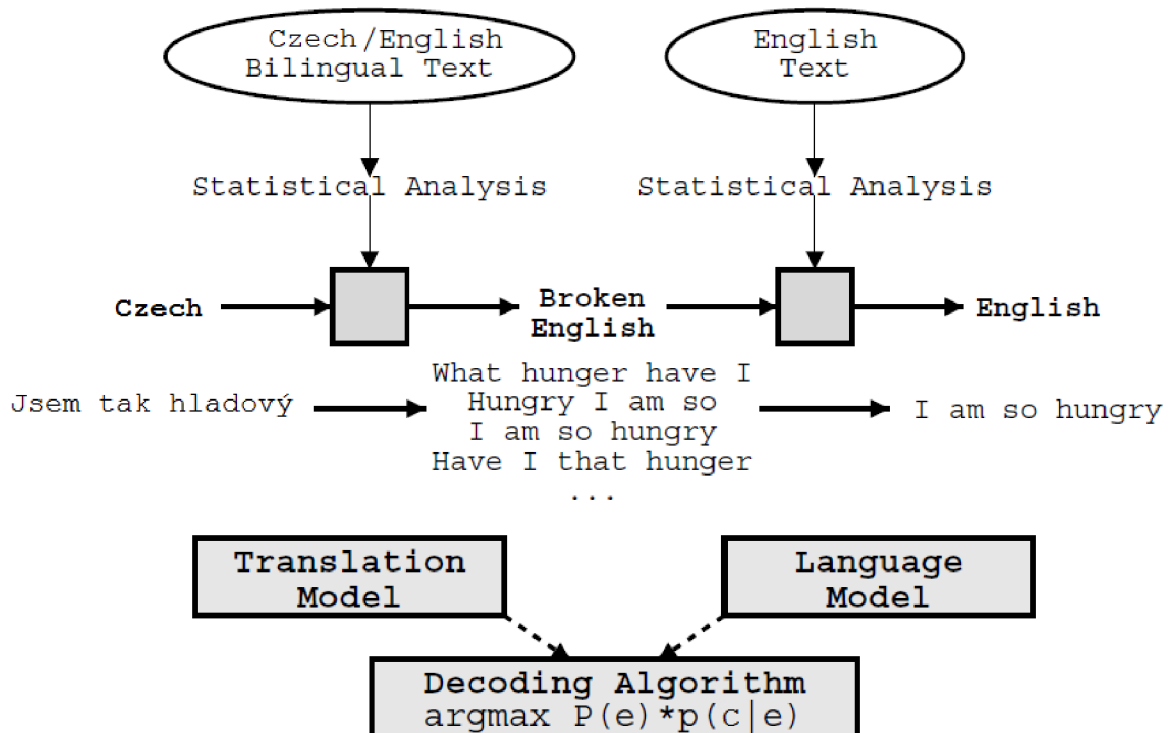 Czech/English
Bilingual Text
English
Text
Statistical Analysis
Statistical Analysis
Czech
Broken
English
English
Jsem tak hladový
What hunger have I
Hungry I am so
I am so hungry
Have I that hunger
...
I am so hungry
Translation
Model
Language
Model
Decoding Algorithm
argmax P(e)*p(c|e)